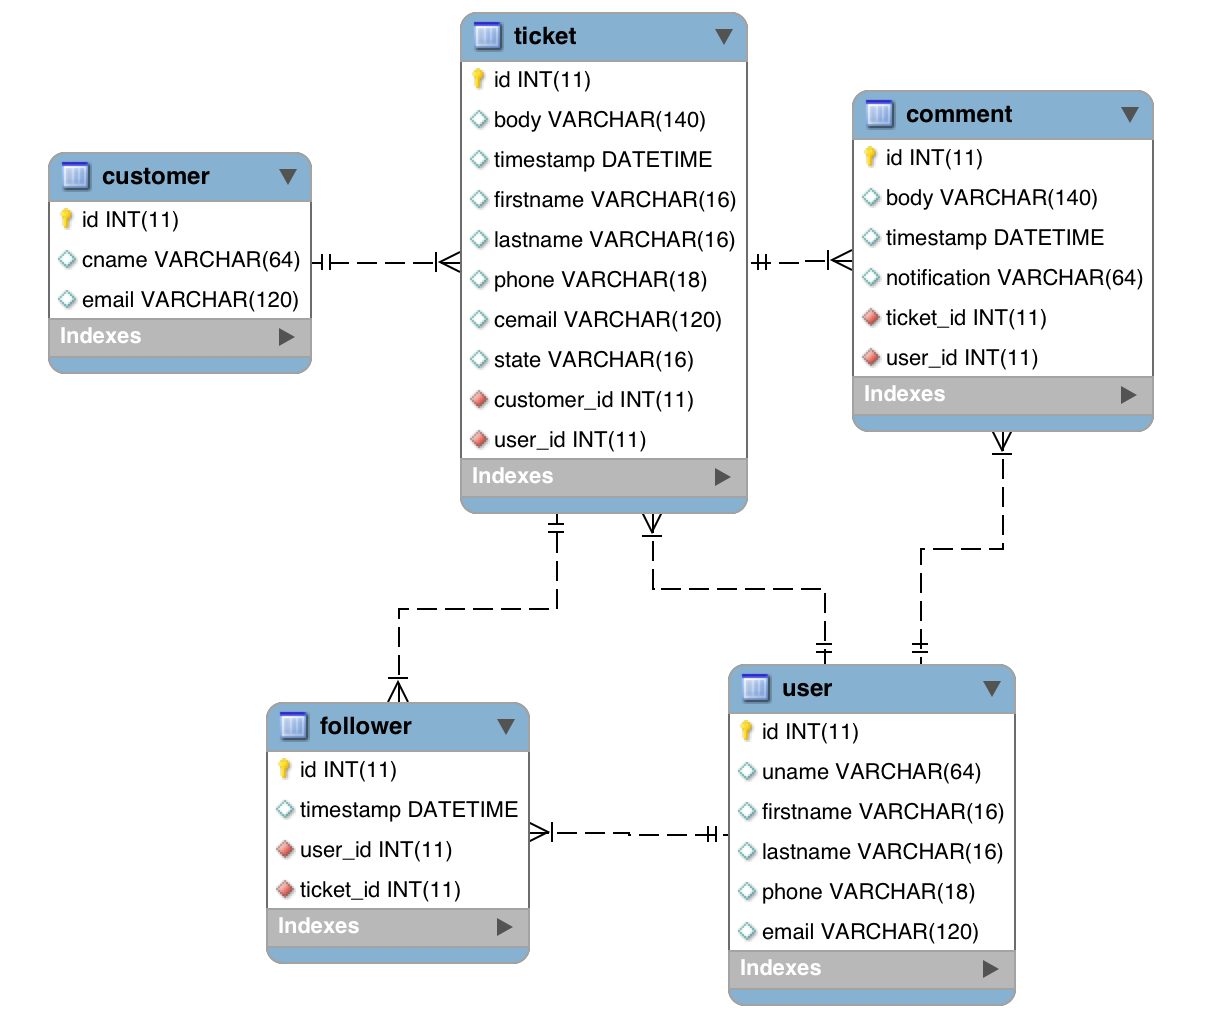 ticket
id INT(11)
body VARCHAR(140)
timestamp DATETIME
firstname VARCHAR(16)
lastname VARCHAR(16)
phone VARCHAR(18)
cemail VARCHAR(120)
state VARCHAR(16)
customer_id INT(11)
user_id INT(11)
Indexes
comment
id INT(11)
body VARCHAR(140)
timestamp DATETIME
notification VARCHAR(64)
ticket_id INT(11)
user_id INT(11)
Indexes
customer
id INT(11)
cname VARCHAR(64)
email VARCHAR(120)
Indexes
follower
id INT(11)
timestamp DATETIME
user_id INT(11)
ticket_id INT(11)
Indexes
user
id INT(11)
uname VARCHAR(64)
firstname VARCHAR(16)
lastname VARCHAR(16)
phone VARCHAR(18)
email VARCHAR(120)
Indexes